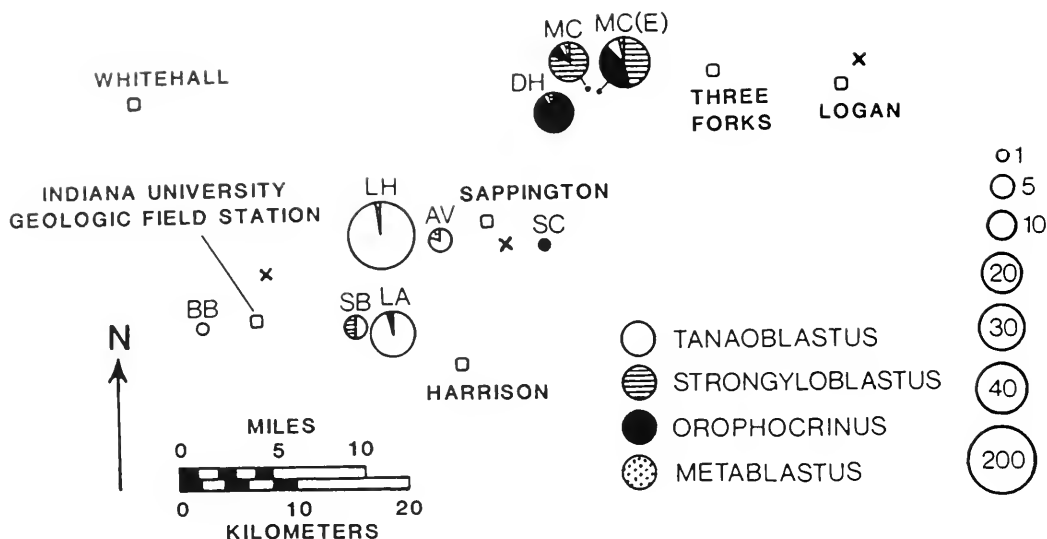 MC
MC(E)
WHITEHALL
DH
THREE
FORKS
LOGAN
INDIANA UNIVERSITY
GEOLOGIC FIELD STATION
LH
AV
SAPPINGTON
SC
BB
SB
LA
HARRISON
N
MILES
0 5 10
0 10 20
KILOMETERS
TANAOBLASTUS
STRONGYLOBLASTUS
OROPHOCRINUS
METABLASTUS
1
5
10
20
30
40
200